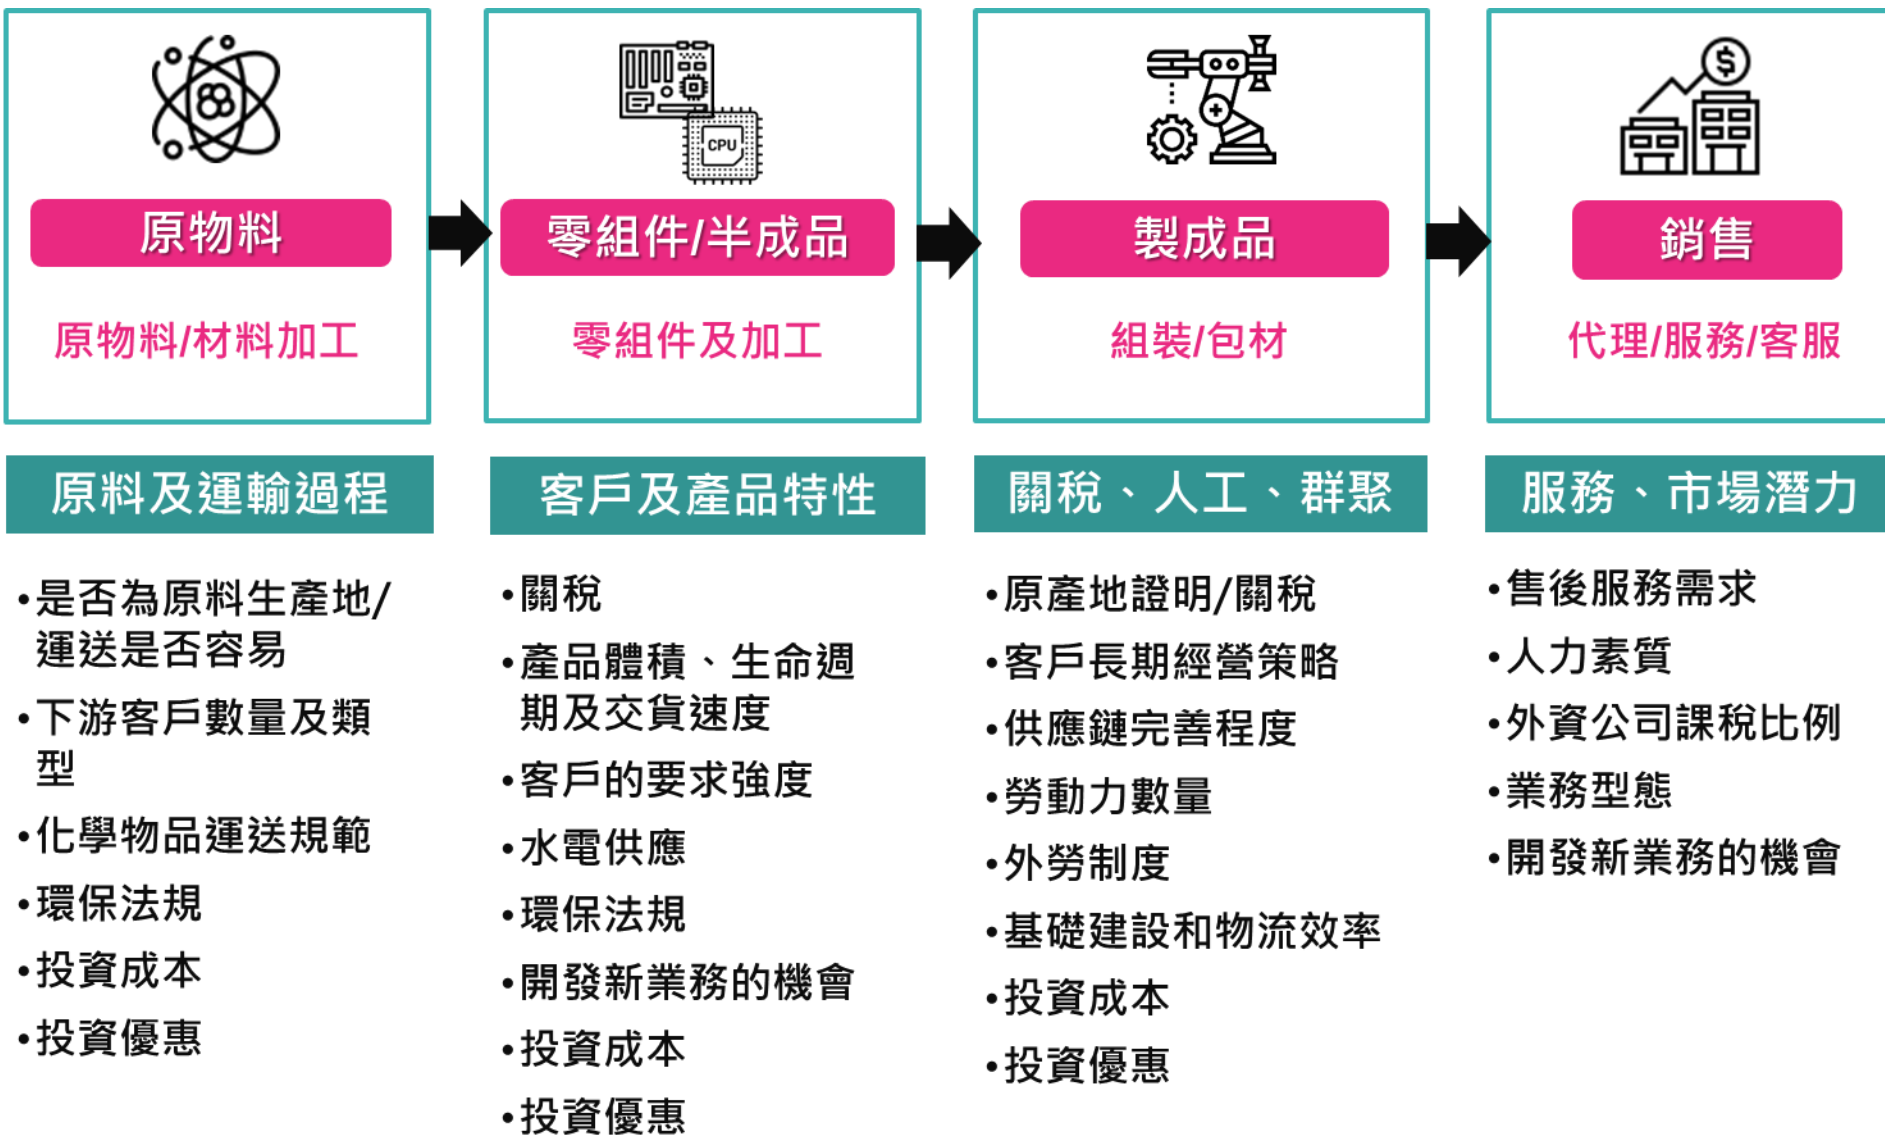 CPU
$
原物料
原物料/材料加工
零組件/半成品
零組件及加工
製成品
組裝/包材
銷售
代理/服務/客服
原料及運輸過程
•是否為原料生產地/
運送是否容易
•下游客戶數量及類
型
•化學物品運送規範
•環保法規
•投資成本
•投資優惠
客戶及產品特性
•關稅
•產品體積、生命週
期及交貨速度
•客戶的要求強度
•水電供應
•環保法規
•開發新業務的機會
•投資成本
•投資優惠
關稅、人工、群聚
•原產地證明/關稅
•客戶長期經營策略
•供應鏈完善程度
•勞動力數量
•外勞制度
•基礎建設和物流效率
•投資成本
•投資優惠
服務、市場潛力
•售後服務需求
•人力素質
•外資公司課稅比例
•業務型態
•開發新業務的機會